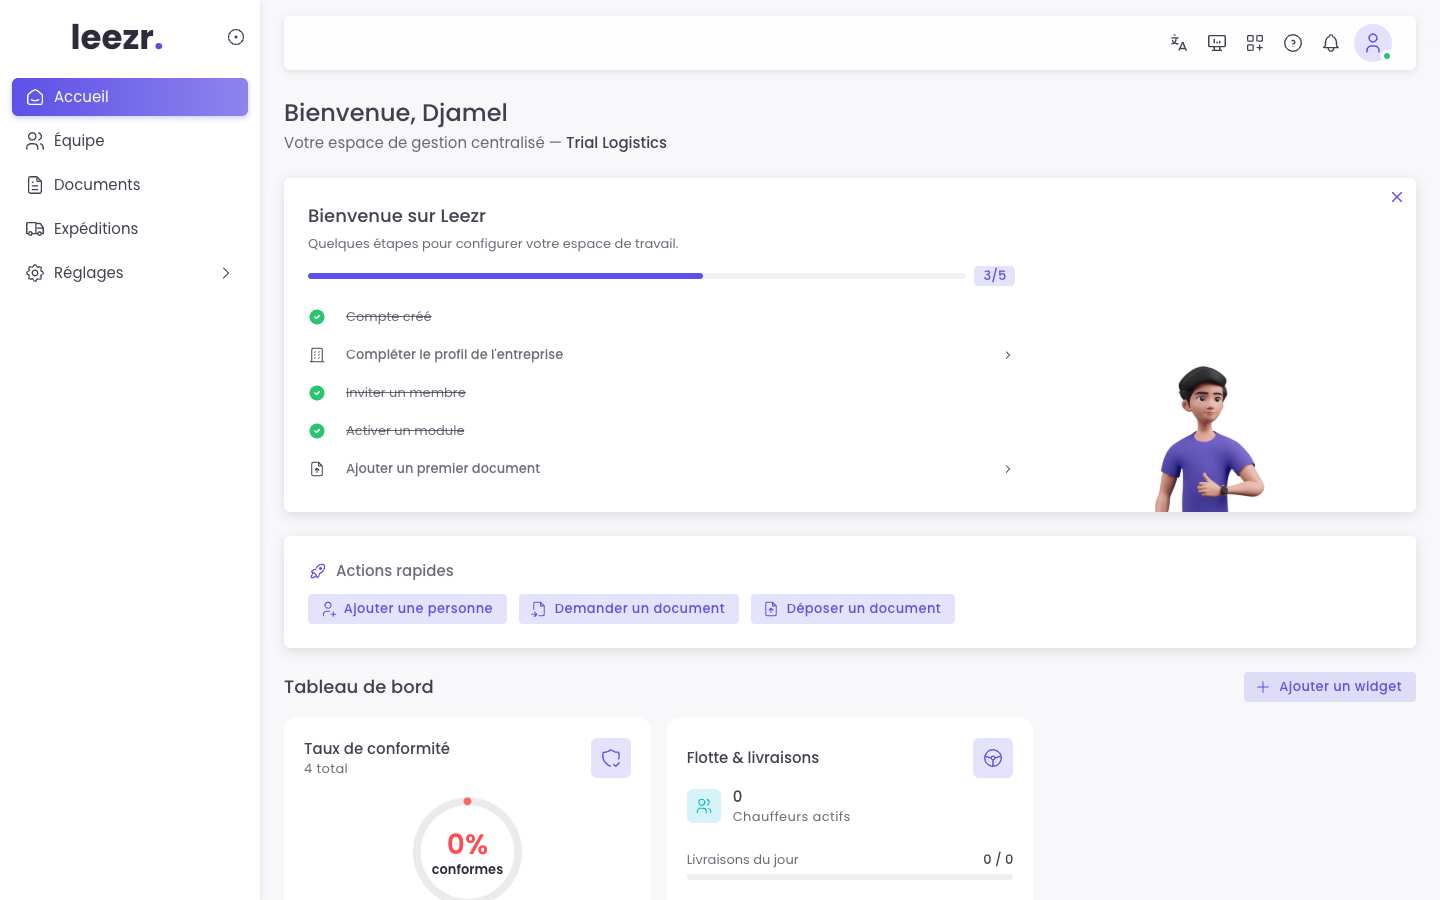 leezr.
Accueil
Équipe
Documents
Expéditions
Réglages
Bienvenue, Djamel
Votre espace de gestion centralisé — Trial Logistics
Bienvenue sur Leezr
Quelques étapes pour configurer votre espace de travail.
3/5
Compte créé
Compléter le profil de l'entreprise
Inviter un membre
Activer un module
Ajouter un premier document
Actions rapides
Ajouter une personne
Demander un document
Déposer un document
Tableau de bord
Ajouter un widget
Taux de conformité
4 total
0%
conformes
Flotte & livraisons
0
Chauffeurs actifs
Livraisons du jour
0 / 0